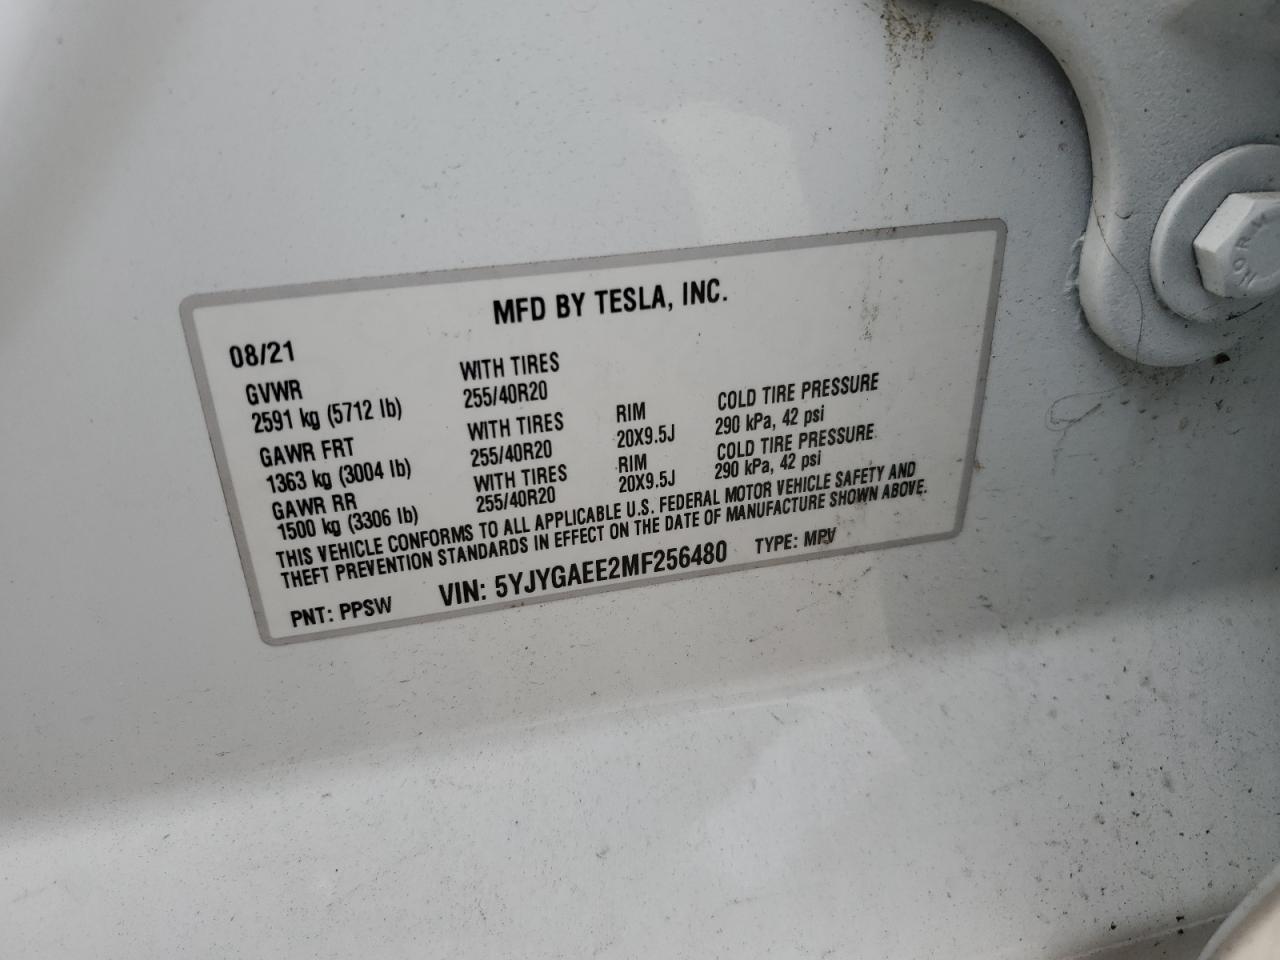 MFD BY TESLA, INC.
08/21
GVWR WITH TIRES
2591 kg (5712 lb) 255/40R20
GAWR FRT WITH TIRES RIM COLD TIRE PRESSURE
1363 kg (3004 lb) 255/40R20 20X9.5J 290 kPa, 42 psi
GAWR RR WITH TIRES RIM COLD TIRE PRESSURE
1500 kg (3306 lb) 255/40R20 20X9.5J 290 kPa, 42 psi
THIS VEHICLE CONFORMS TO ALL APPLICABLE U.S. FEDERAL MOTOR VEHICLE SAFETY AND
THEFT PREVENTION STANDARDS IN EFFECT ON THE DATE OF MANUFACTURE SHOWN ABOVE.
PNT: PPSW VIN: 5YJYGAEE2MF256480 TYPE: MPV